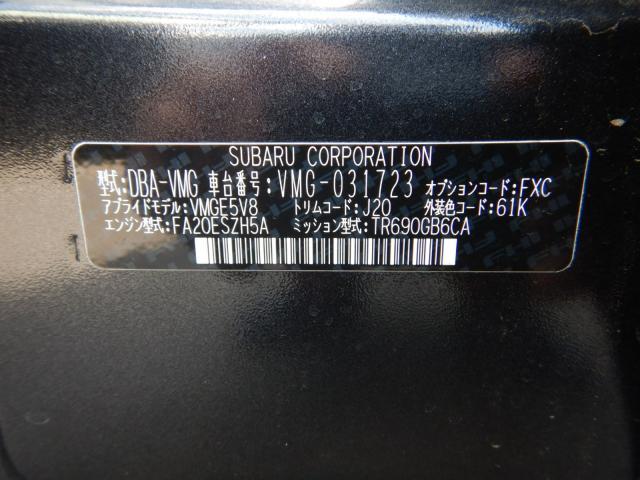 SUBARU CORPORATION
型式:DBA-VMG 車台番号:VMG-031723 オプションコード:FXC
アプライドモデル:VMGE5V8 トリムコード:J20 外装色コード:61K
エンジン型式:FA20ESZH5A ミッション型式:TR690GB6CA